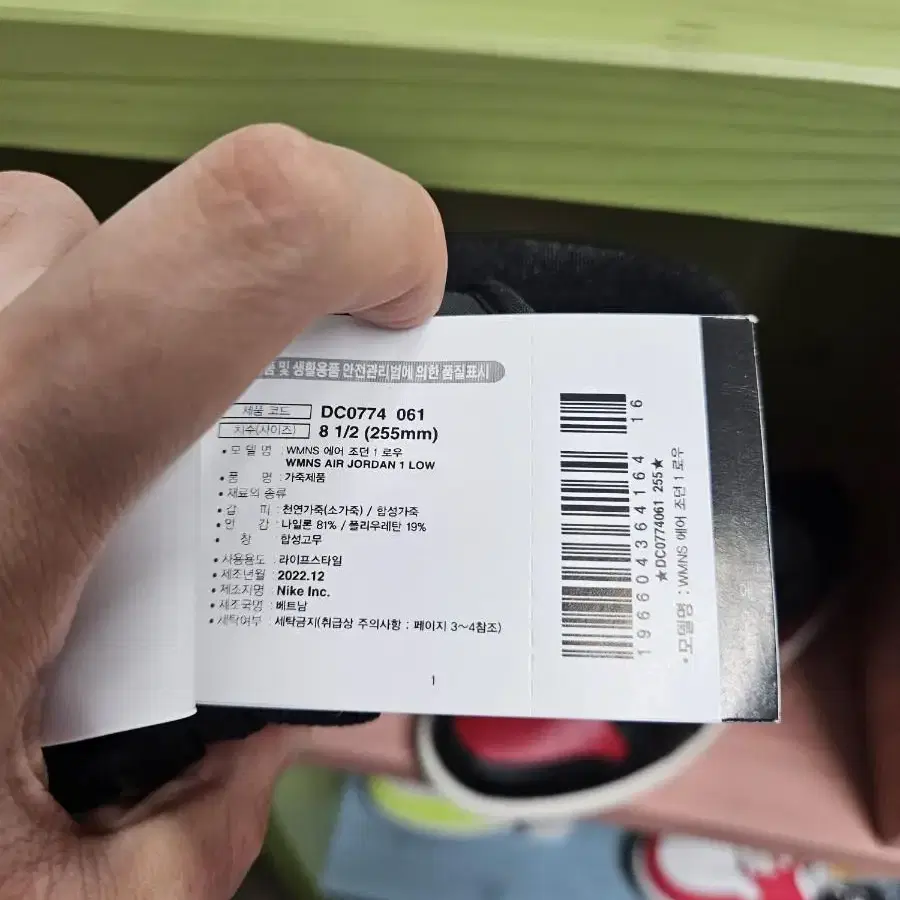 및 생활용품 안전관리법에 의한 품질표시
제품 코드 DC0774 061
치수(사이즈) 8 1/2 (255mm)
• 모 델 명 : WMNS 에어 조던 1 로우
WMNS AIR JORDAN 1 LOW
• 품 명 : 가죽제품
• 재료의 종류
• 겉 피 : 천연가죽(소가죽) / 합성가죽
• 안 감 : 나일론 81% / 폴리우레탄 19%
• 창 : 합성고무
• 사용용도 : 라이프스타일
• 제조년월 : 2022.12
• 제조자명 : Nike Inc.
• 제조국명 : 베트남
• 세탁여부 : 세탁금지(취급상 주의사항 : 페이지 3~4참조)
1
196604364164 16
★DC0774061 255★
• 모델명 : WMNS 에어 조던 1 로우